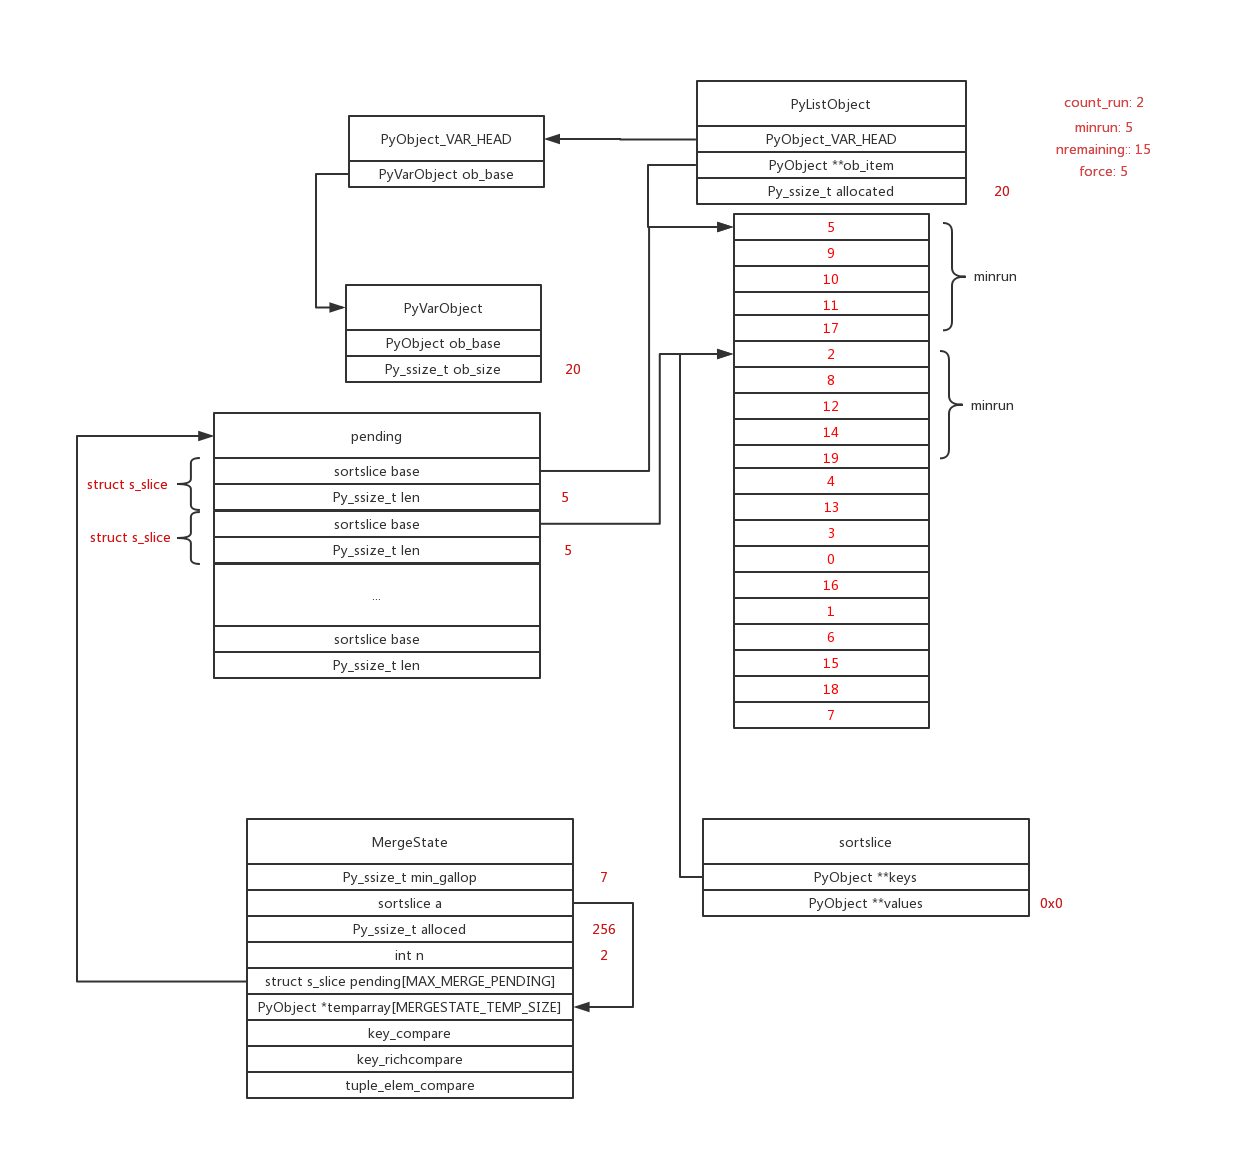 PyListObject
PyObject_VAR_HEAD
PyObject **ob_item
Py_ssize_t allocated
20
count_run: 2
minrun: 5
nremaining:: 15
force: 5
PyObject_VAR_HEAD
PyVarObject ob_base
PyVarObject
PyObject ob_base
Py_ssize_t ob_size
20
5
9
10
11
17
2
8
12
14
19
4
13
3
0
16
1
6
15
18
7
minrun
minrun
pending
sortslice base
Py_ssize_t len
5
sortslice base
Py_ssize_t len
5
...
sortslice base
Py_ssize_t len
struct s_slice
struct s_slice
MergeState
Py_ssize_t min_gallop
7
sortslice a
Py_ssize_t alloced
256
int n
2
struct s_slice pending[MAX_MERGE_PENDING]
PyObject *temparray[MERGESTATE_TEMP_SIZE]
key_compare
key_richcompare
tuple_elem_compare
sortslice
PyObject **keys
PyObject **values
0x0